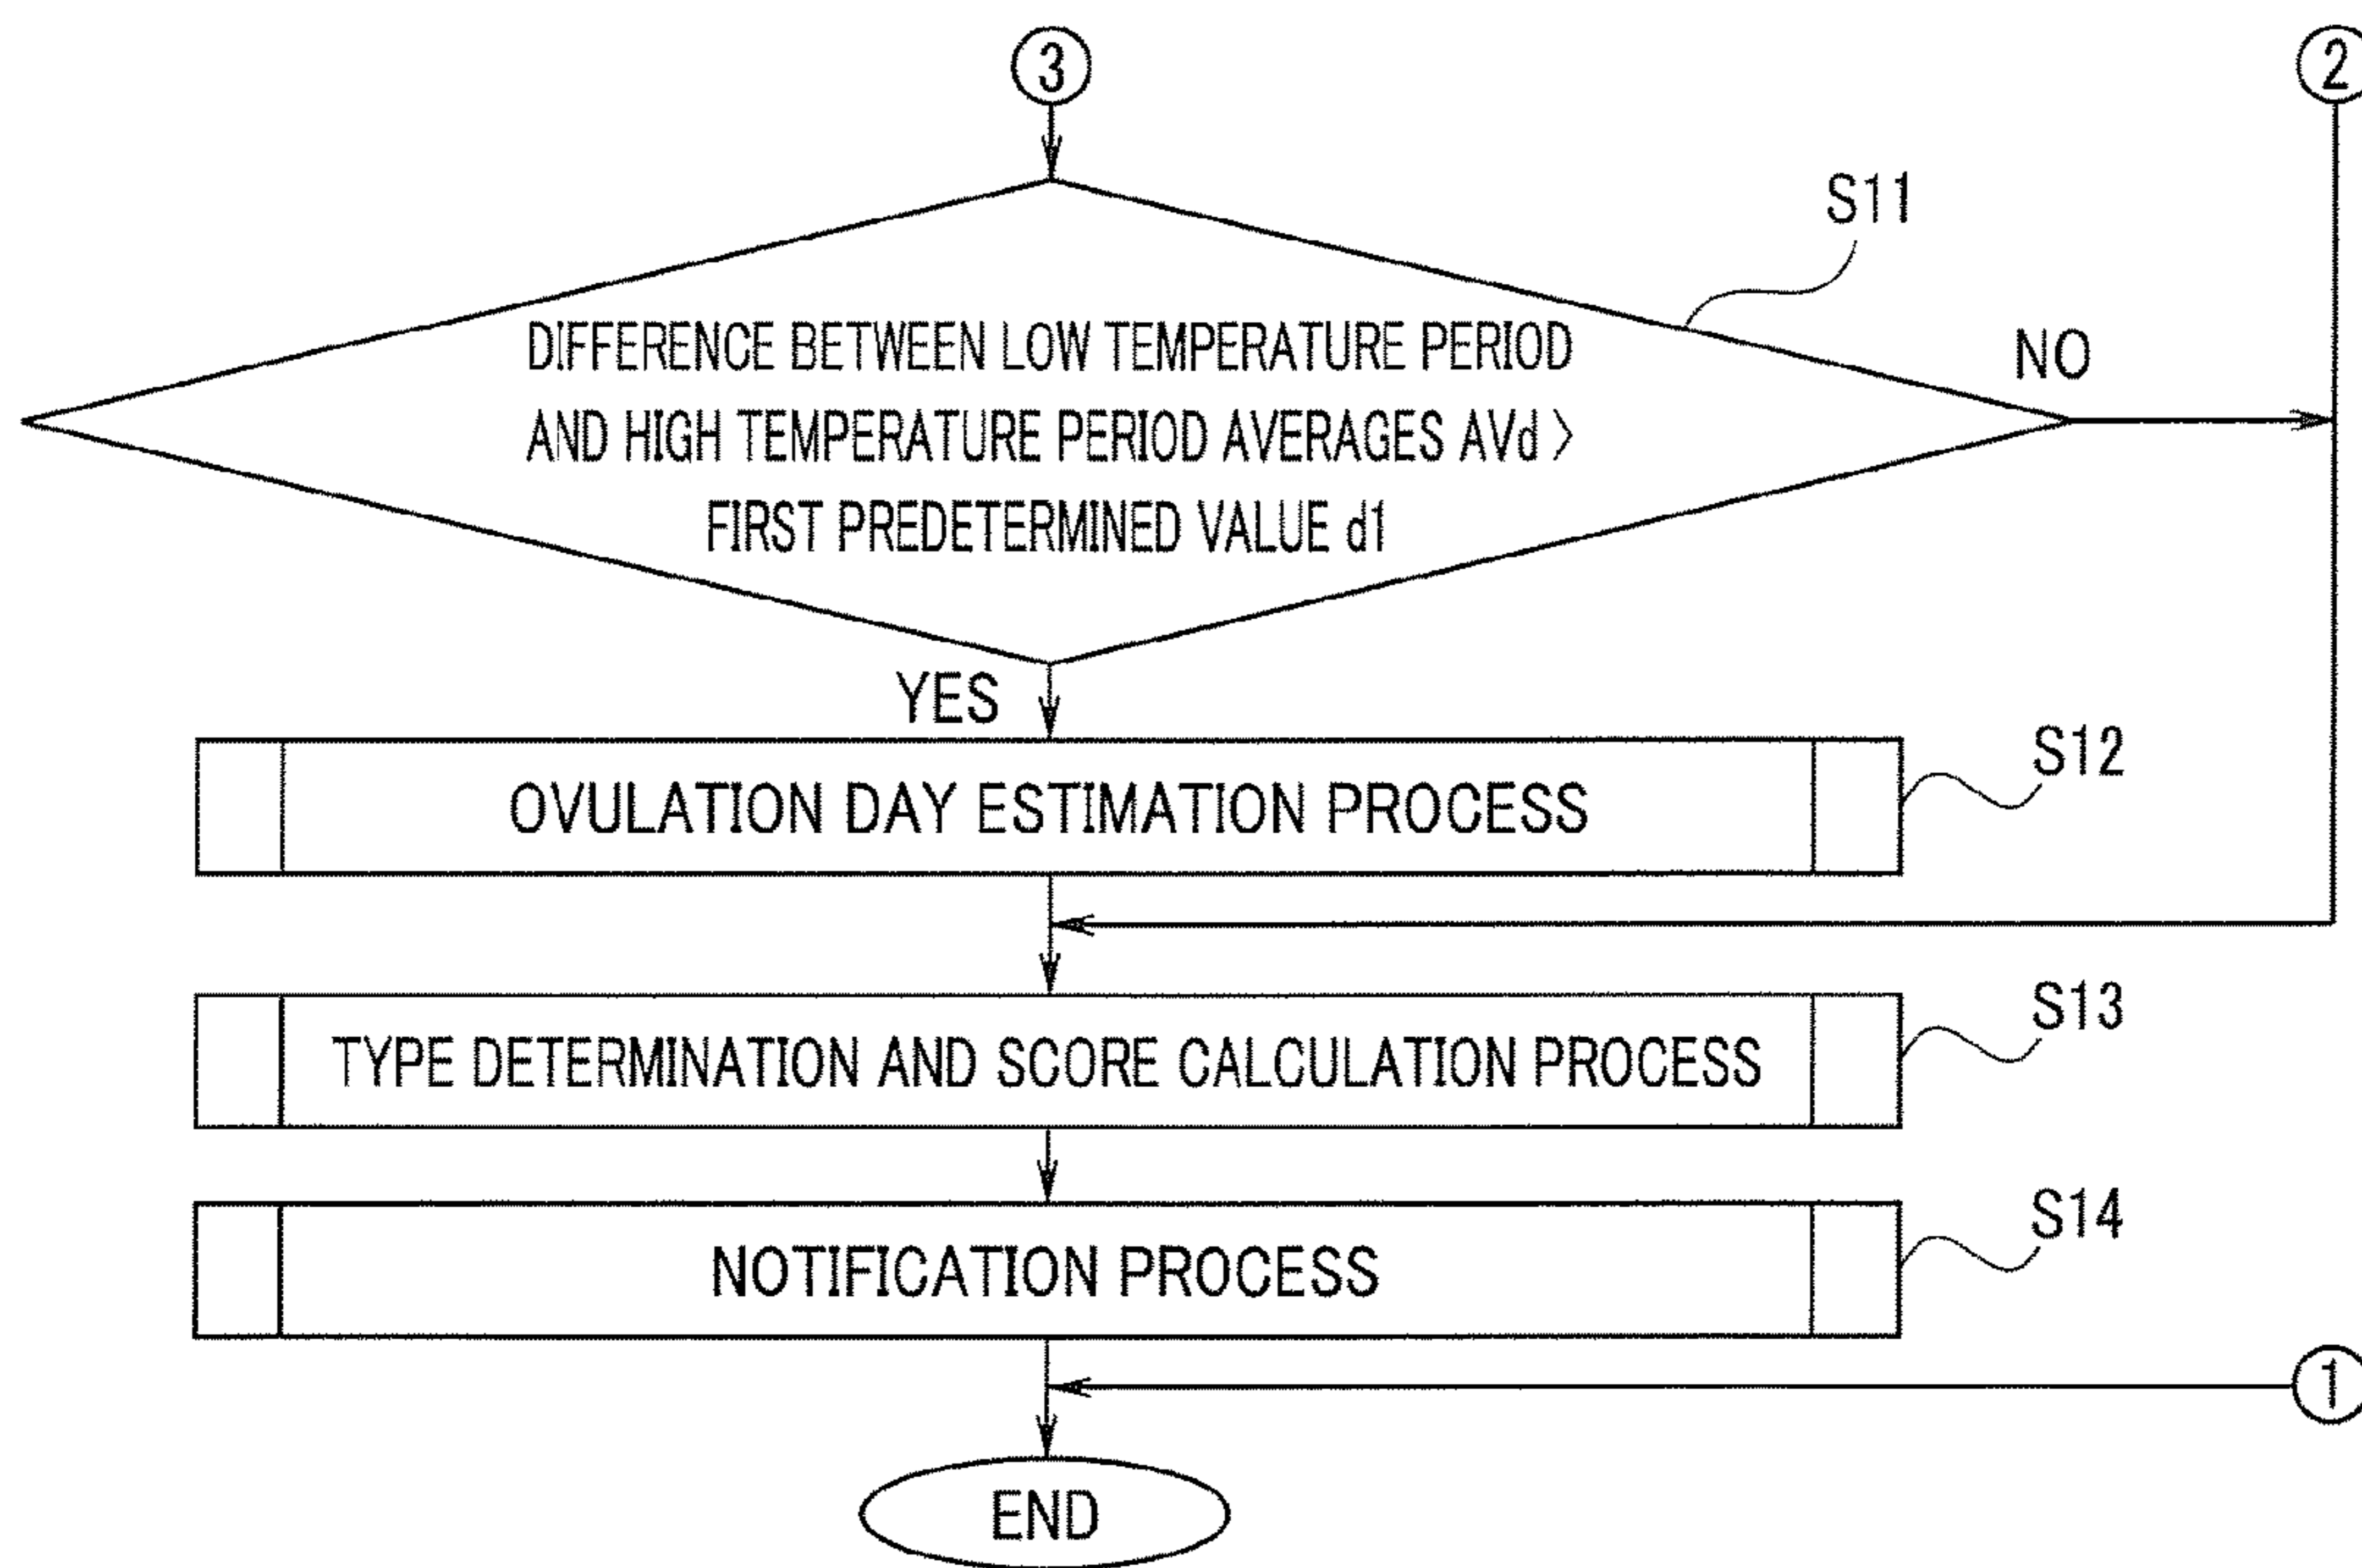 ③
②
S11
DIFFERENCE BETWEEN LOW TEMPERATURE PERIOD
AND HIGH TEMPERATURE PERIOD AVERAGES AVd >
FIRST PREDETERMINED VALUE d1
NO
YES
S12
OVULATION DAY ESTIMATION PROCESS
S13
TYPE DETERMINATION AND SCORE CALCULATION PROCESS
S14
NOTIFICATION PROCESS
①
END